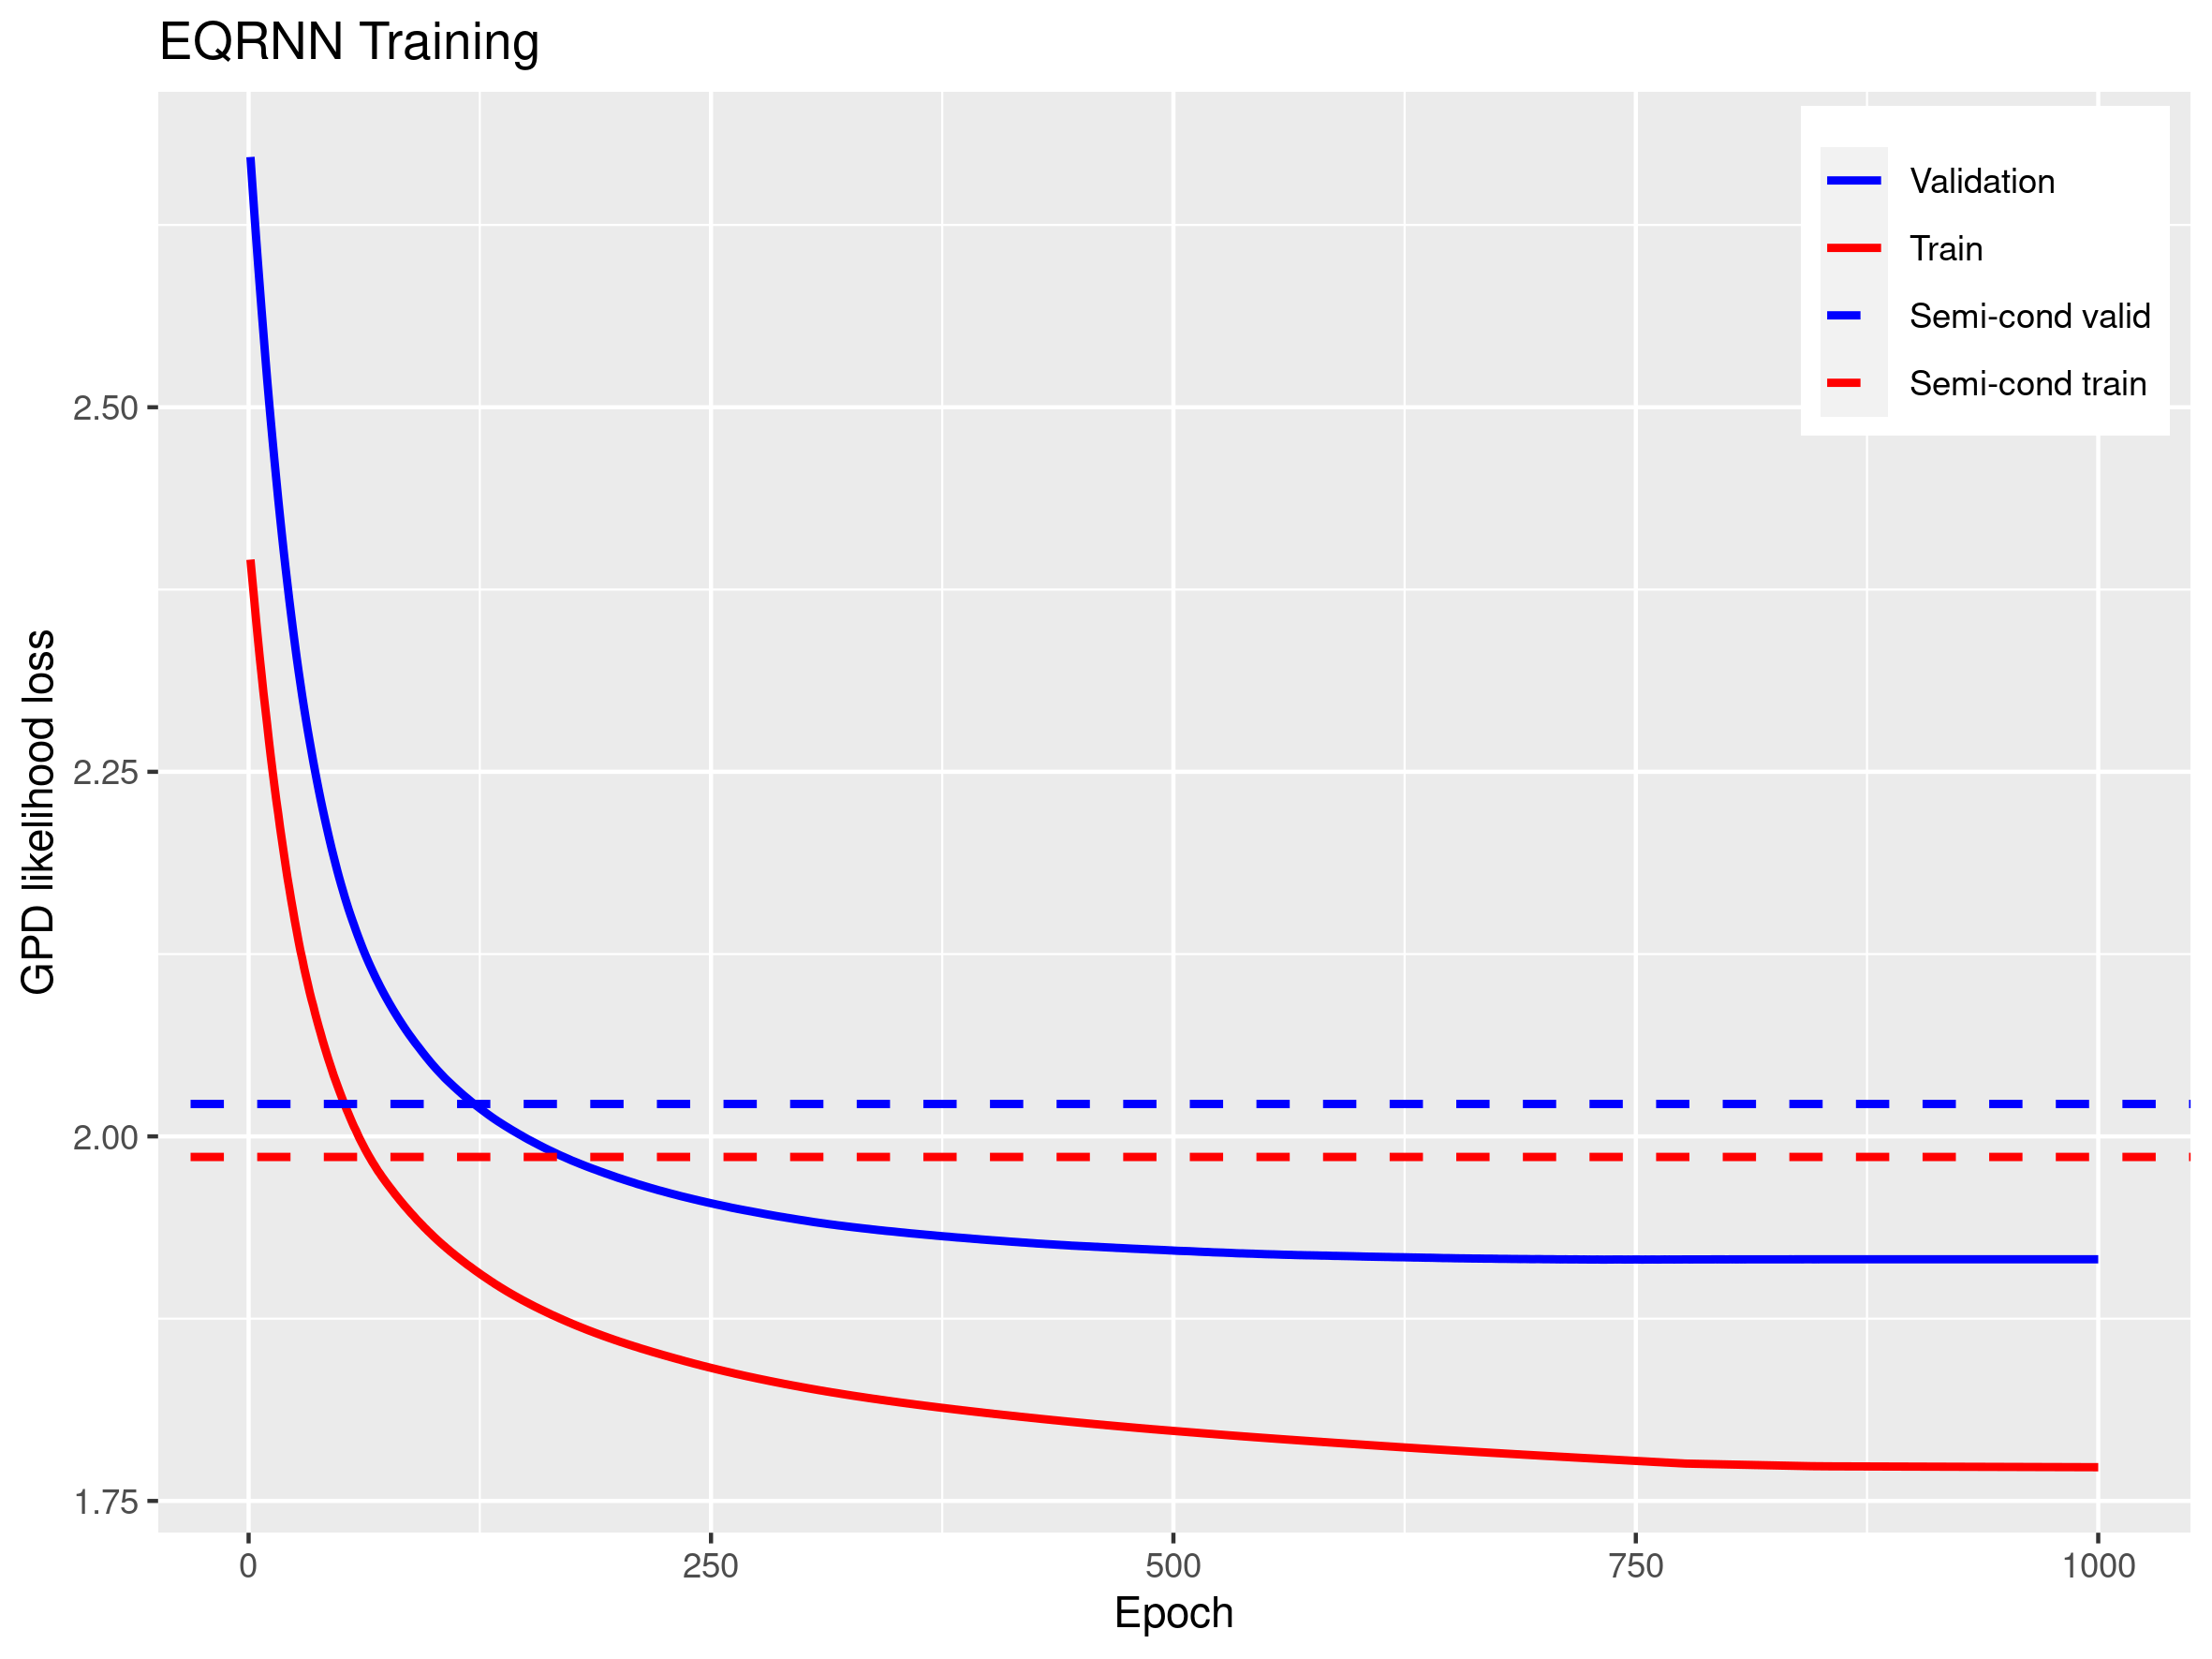 EQRNN Training
Validation
Train
Semi-cond valid
Semi-cond train
GPD likelihood loss
2.50
2.25
2.00
1.75
0
250
500
750
1000
Epoch